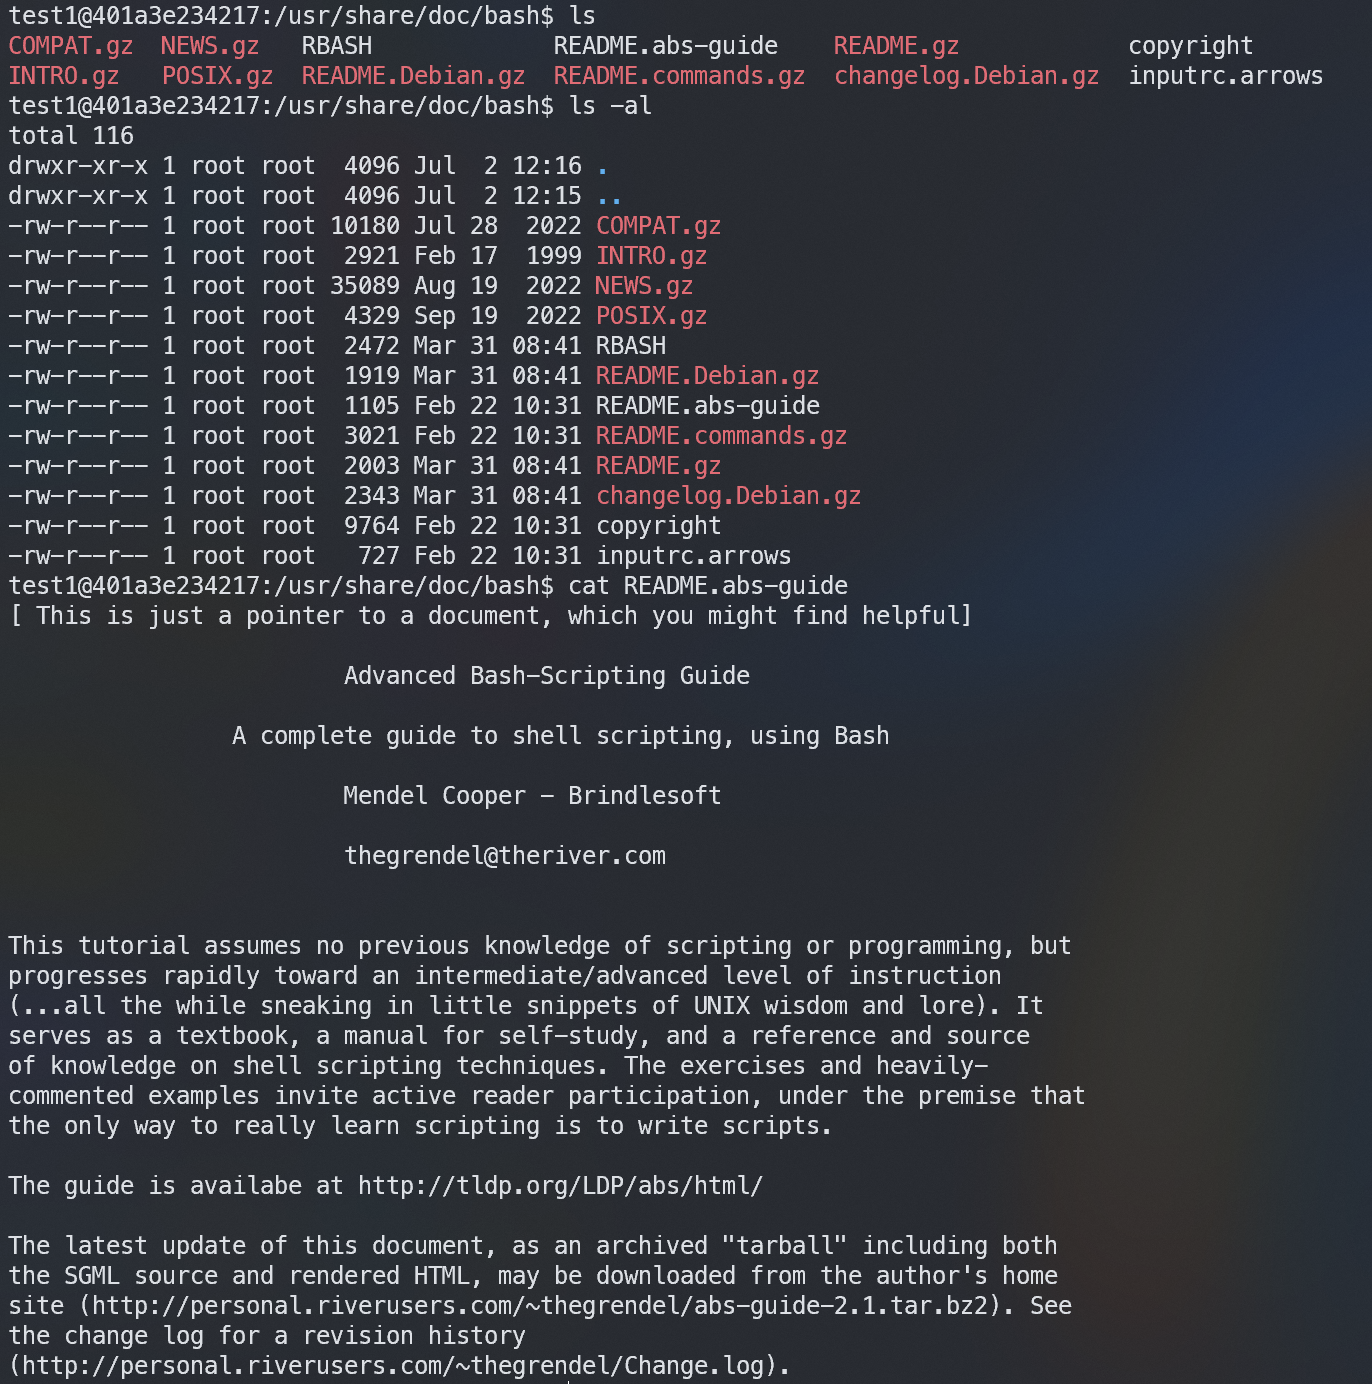 test1@401a3e234217:/usr/share/doc/bash$ ls
COMPAT.gz  NEWS.gz   RBASH             README.abs-guide    README.gz            copyright
INTRO.gz   POSIX.gz  README.Debian.gz  README.commands.gz  changelog.Debian.gz  inputrc.arrows
test1@401a3e234217:/usr/share/doc/bash$ ls -al
total 116
drwxr-xr-x 1 root root  4096 Jul  2 12:16 .
drwxr-xr-x 1 root root  4096 Jul  2 12:15 ..
-rw-r--r-- 1 root root 10180 Jul 28  2022 COMPAT.gz
-rw-r--r-- 1 root root  2921 Feb 17  1999 INTRO.gz
-rw-r--r-- 1 root root 35089 Aug 19  2022 NEWS.gz
-rw-r--r-- 1 root root  4329 Sep 19  2022 POSIX.gz
-rw-r--r-- 1 root root  2472 Mar 31 08:41 RBASH
-rw-r--r-- 1 root root  1919 Mar 31 08:41 README.Debian.gz
-rw-r--r-- 1 root root  1105 Feb 22 10:31 README.abs-guide
-rw-r--r-- 1 root root  3021 Feb 22 10:31 README.commands.gz
-rw-r--r-- 1 root root  2003 Mar 31 08:41 README.gz
-rw-r--r-- 1 root root  2343 Mar 31 08:41 changelog.Debian.gz
-rw-r--r-- 1 root root  9764 Feb 22 10:31 copyright
-rw-r--r-- 1 root root   727 Feb 22 10:31 inputrc.arrows
test1@401a3e234217:/usr/share/doc/bash$ cat README.abs-guide
[ This is just a pointer to a document, which you might find helpful]
Advanced Bash-Scripting Guide
A complete guide to shell scripting, using Bash
Mendel Cooper - Brindlesoft
thegrendel@theriver.com
This tutorial assumes no previous knowledge of scripting or programming, but
progresses rapidly toward an intermediate/advanced level of instruction
(...all the while sneaking in little snippets of UNIX wisdom and lore). It
serves as a textbook, a manual for self-study, and a reference and source
of knowledge on shell scripting techniques. The exercises and heavily-
commented examples invite active reader participation, under the premise that
the only way to really learn scripting is to write scripts.
The guide is availabe at http://tldp.org/LDP/abs/html/
The latest update of this document, as an archived "tarball" including both
the SGML source and rendered HTML, may be downloaded from the author's home
site (http://personal.riverusers.com/~thegrendel/abs-guide-2.1.tar.bz2). See
the change log for a revision history
(http://personal.riverusers.com/~thegrendel/Change.log).